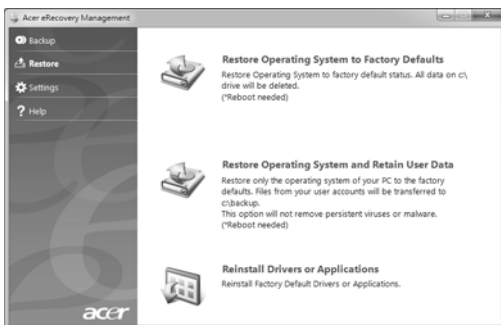 Acer eRecovery Management
Backup
Restore
Settings
? Help
Restore Operating System to Factory Defaults
Restore Operating System to factory default status. All data on c:\
drive will be deleted.
(*Reboot needed)
Restore Operating System and Retain User Data
Restore only the operating system of your PC to the factory
defaults. Files from your user accounts will be transferred to
c:\backup.
This option will not remove persistent viruses or malware.
(*Reboot needed)
Reinstall Drivers or Applications
Reinstall Factory Default Drivers or Applications.
acer